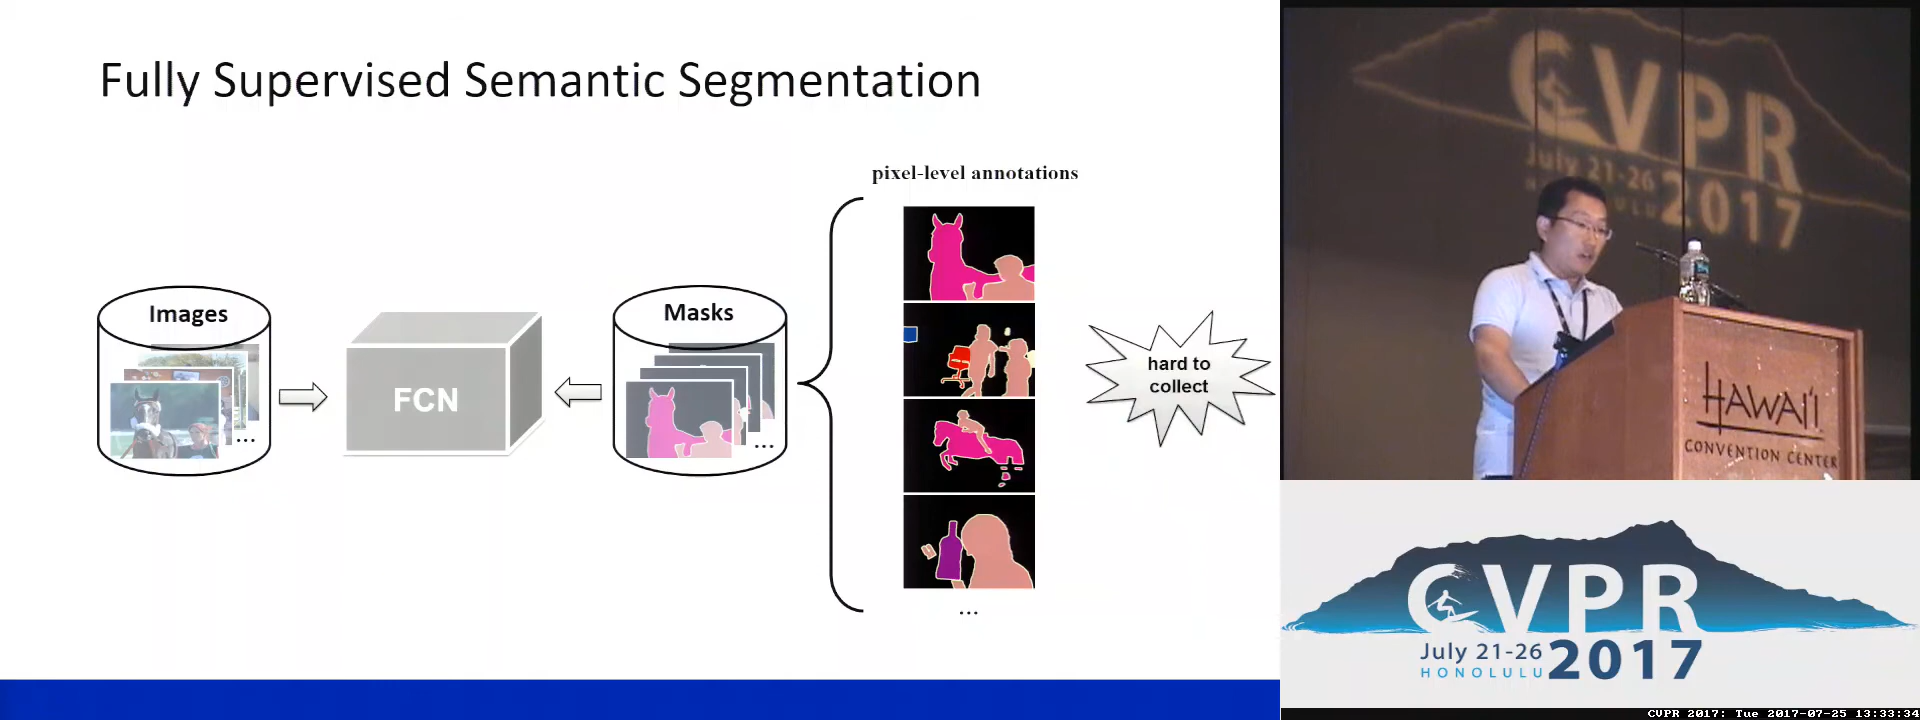 Fully Supervised Semantic Segmentation
pixel-level annotations
Images
...
FCN
Masks
...
hard to
collect
...
CVPR
July 21-26
2017
HAWAI'I
CONVENTION CENTER
CVPR
July 21-26
HONOLULU
2017
CVPR 2017: Tue 2017-07-25 13:33:34